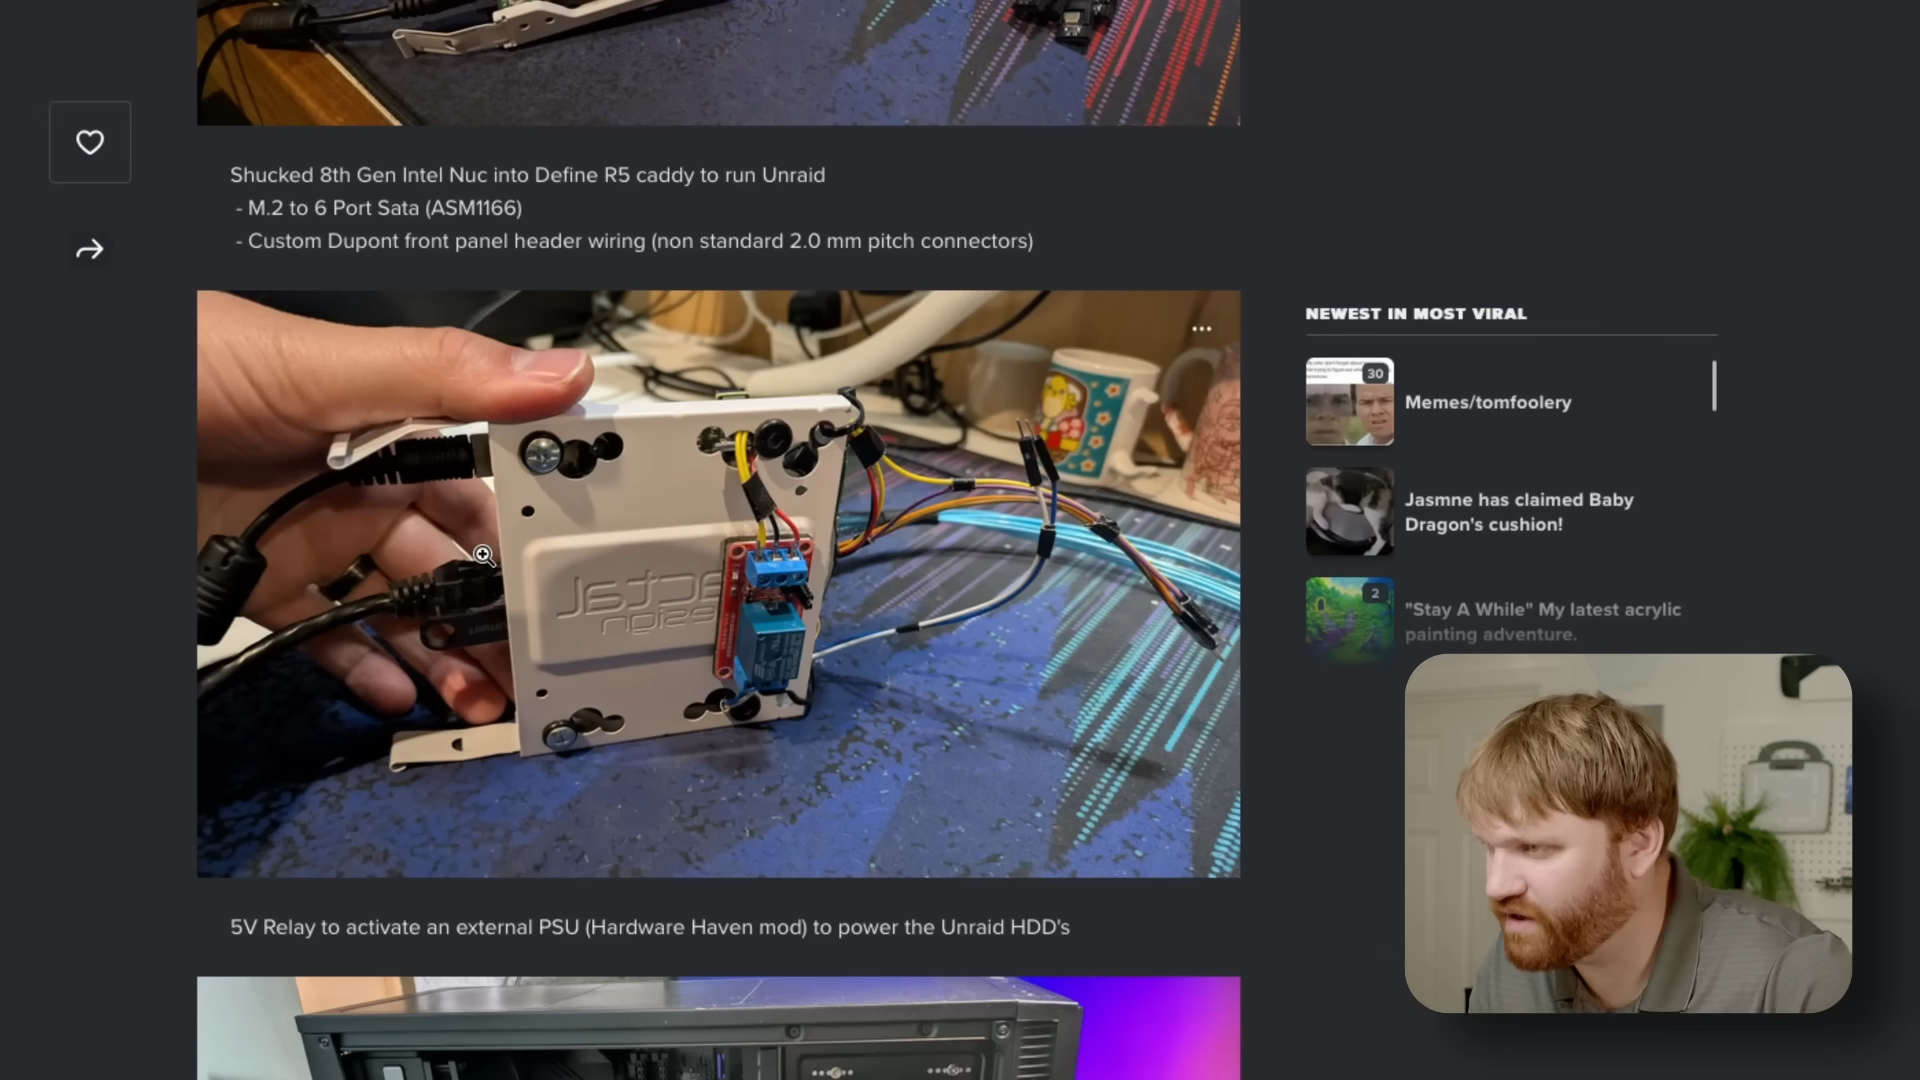 Shucked 8th Gen Intel Nuc into Define R5 caddy to run Unraid
- M.2 to 6 Port Sata (ASM1166)
- Custom Dupont front panel header wiring (non standard 2.0 mm pitch connectors)
5V Relay to activate an external PSU (Hardware Haven mod) to power the Unraid HDD's
NEWEST IN MOST VIRAL
30
Memes/tomfoolery
Jasmne has claimed Baby
Dragon's cushion!
2
"Stay A While" My latest acrylic
painting adventure.